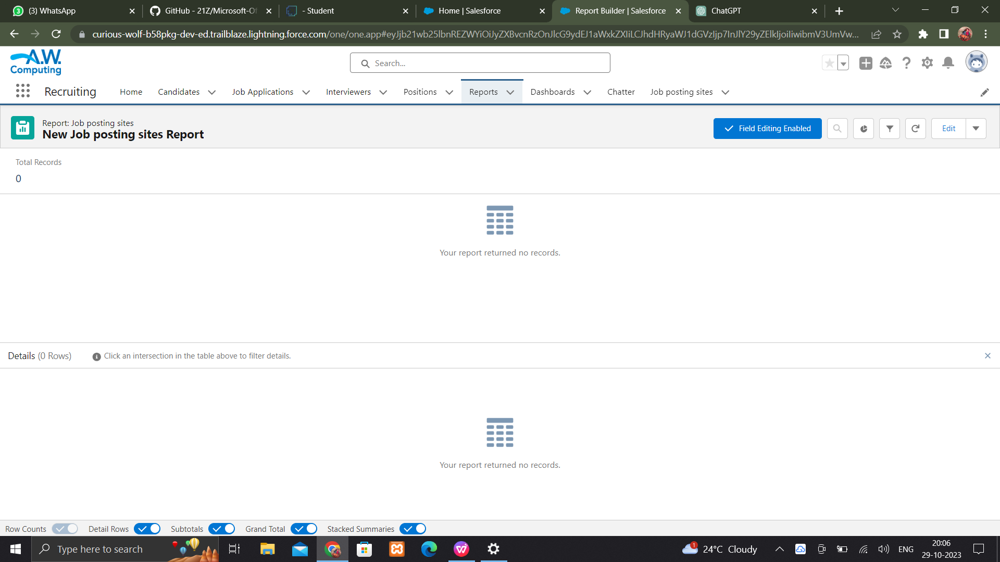 (3) WhatsApp
GitHub - 21Z/Microsoft-Of
- Student
Home | Salesforce
Report Builder | Salesforce
ChatGPT
curious-wolf-b58pkg-dev-ed.trailblaze.lightning.force.com/one/one.app#
A.W. Computing
Search...
Recruiting
Home
Candidates
Job Applications
Interviewers
Positions
Reports
Dashboards
Chatter
Job posting sites
Report: Job posting sites
New Job posting sites Report
Field Editing Enabled
Edit
Total Records
0
Your report returned no records.
Details (0 Rows)
Click an intersection in the table above to filter details.
Your report returned no records.
Row Counts
Detail Rows
Subtotals
Grand Total
Stacked Summaries
Type here to search
1
24°C Cloudy
ENG
20:06
29-10-2023